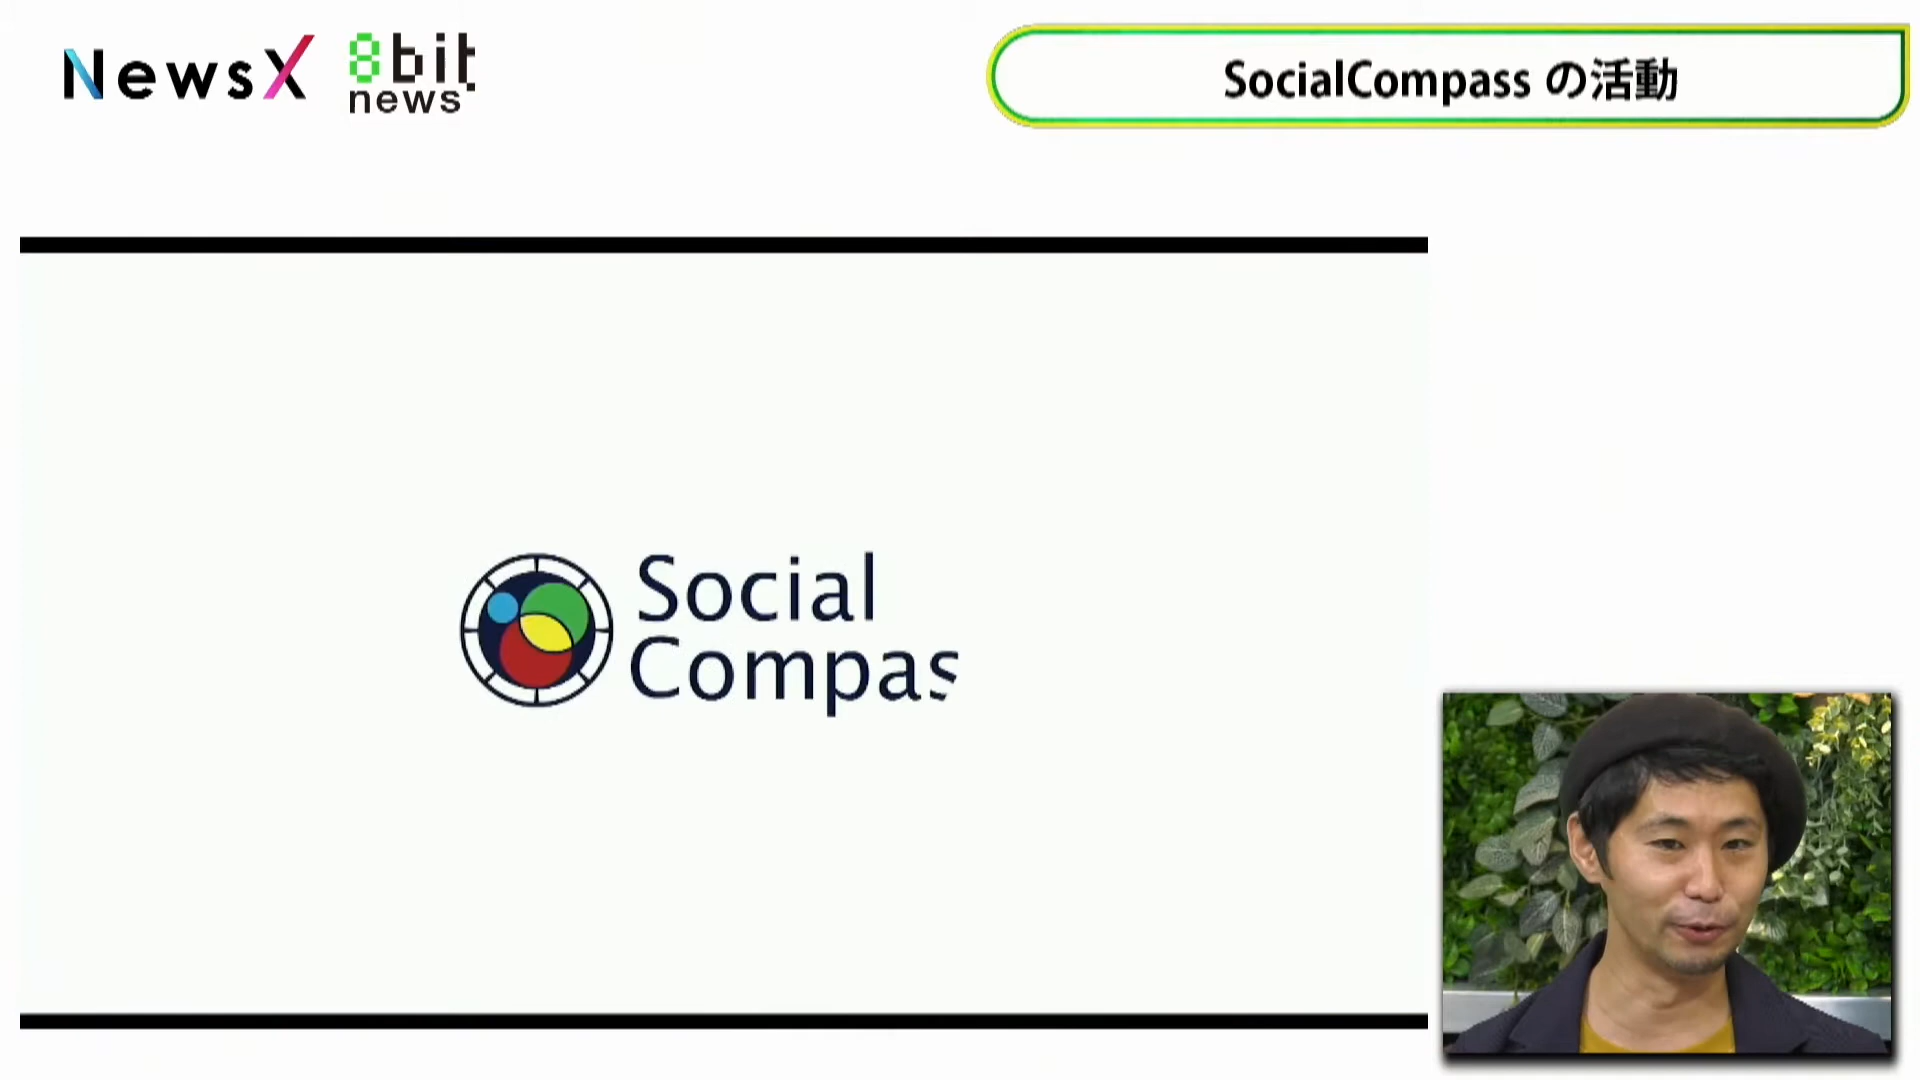 NewsX
8bit
news
SocialCompass の活動
Social
Compas